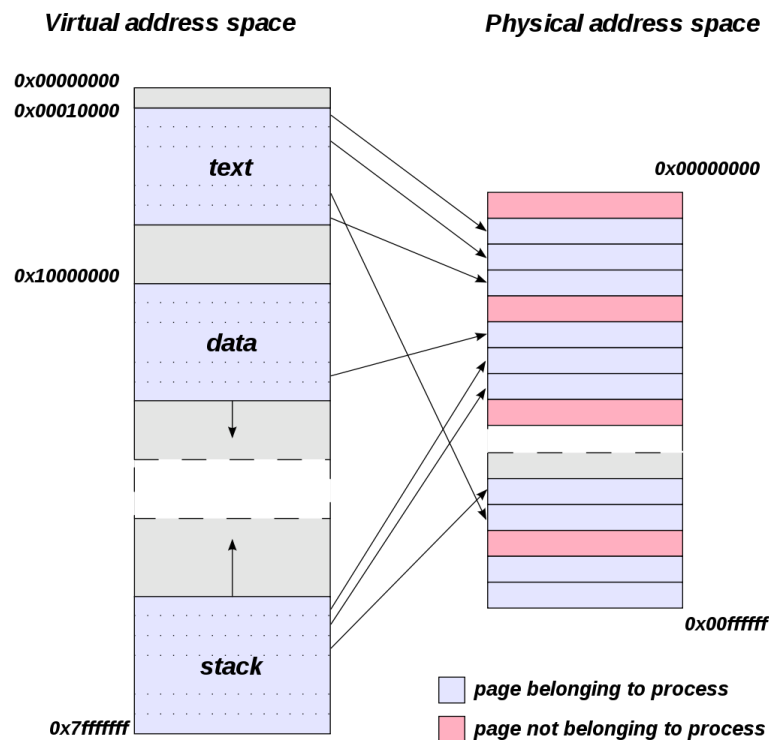 Virtual address space
Physical address space
0x00000000
0x00010000
text
0x00000000
0x10000000
data
stack
0x7fffffff
0x00ffffff
page belonging to process
page not belonging to process